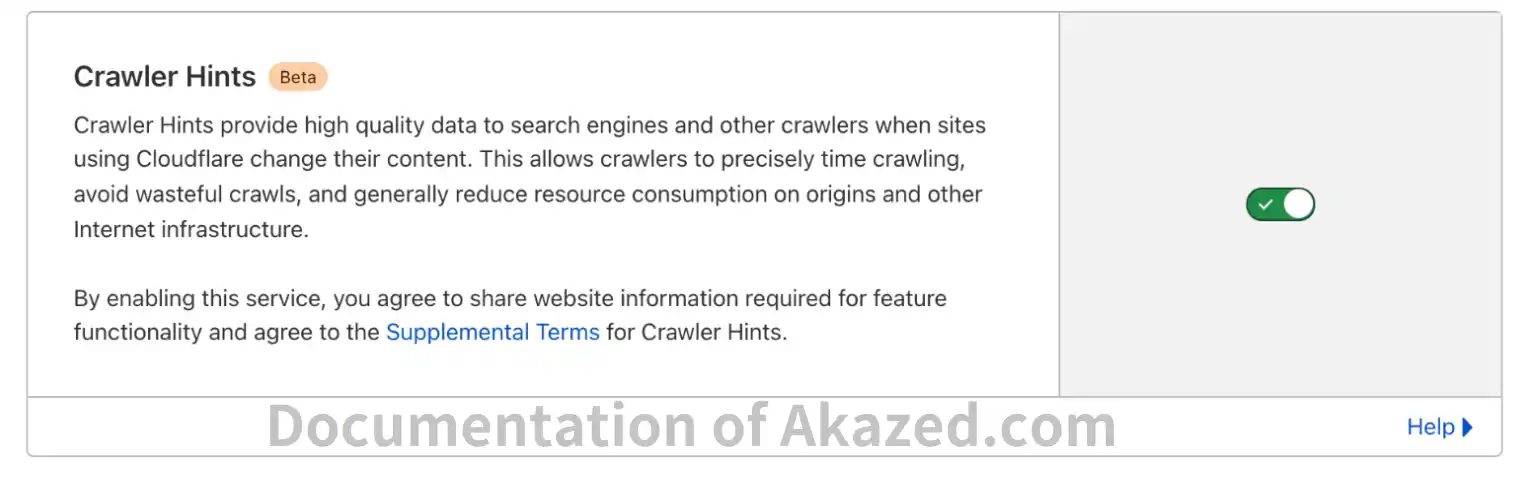 Crawler Hints Beta
Crawler Hints provide high quality data to search engines and other crawlers when sites
using Cloudflare change their content. This allows crawlers to precisely time crawling,
avoid wasteful crawls, and generally reduce resource consumption on origins and other
Internet infrastructure.
By enabling this service, you agree to share website information required for feature
functionality and agree to the Supplemental Terms for Crawler Hints.
Documentation of Akazed.com
Help